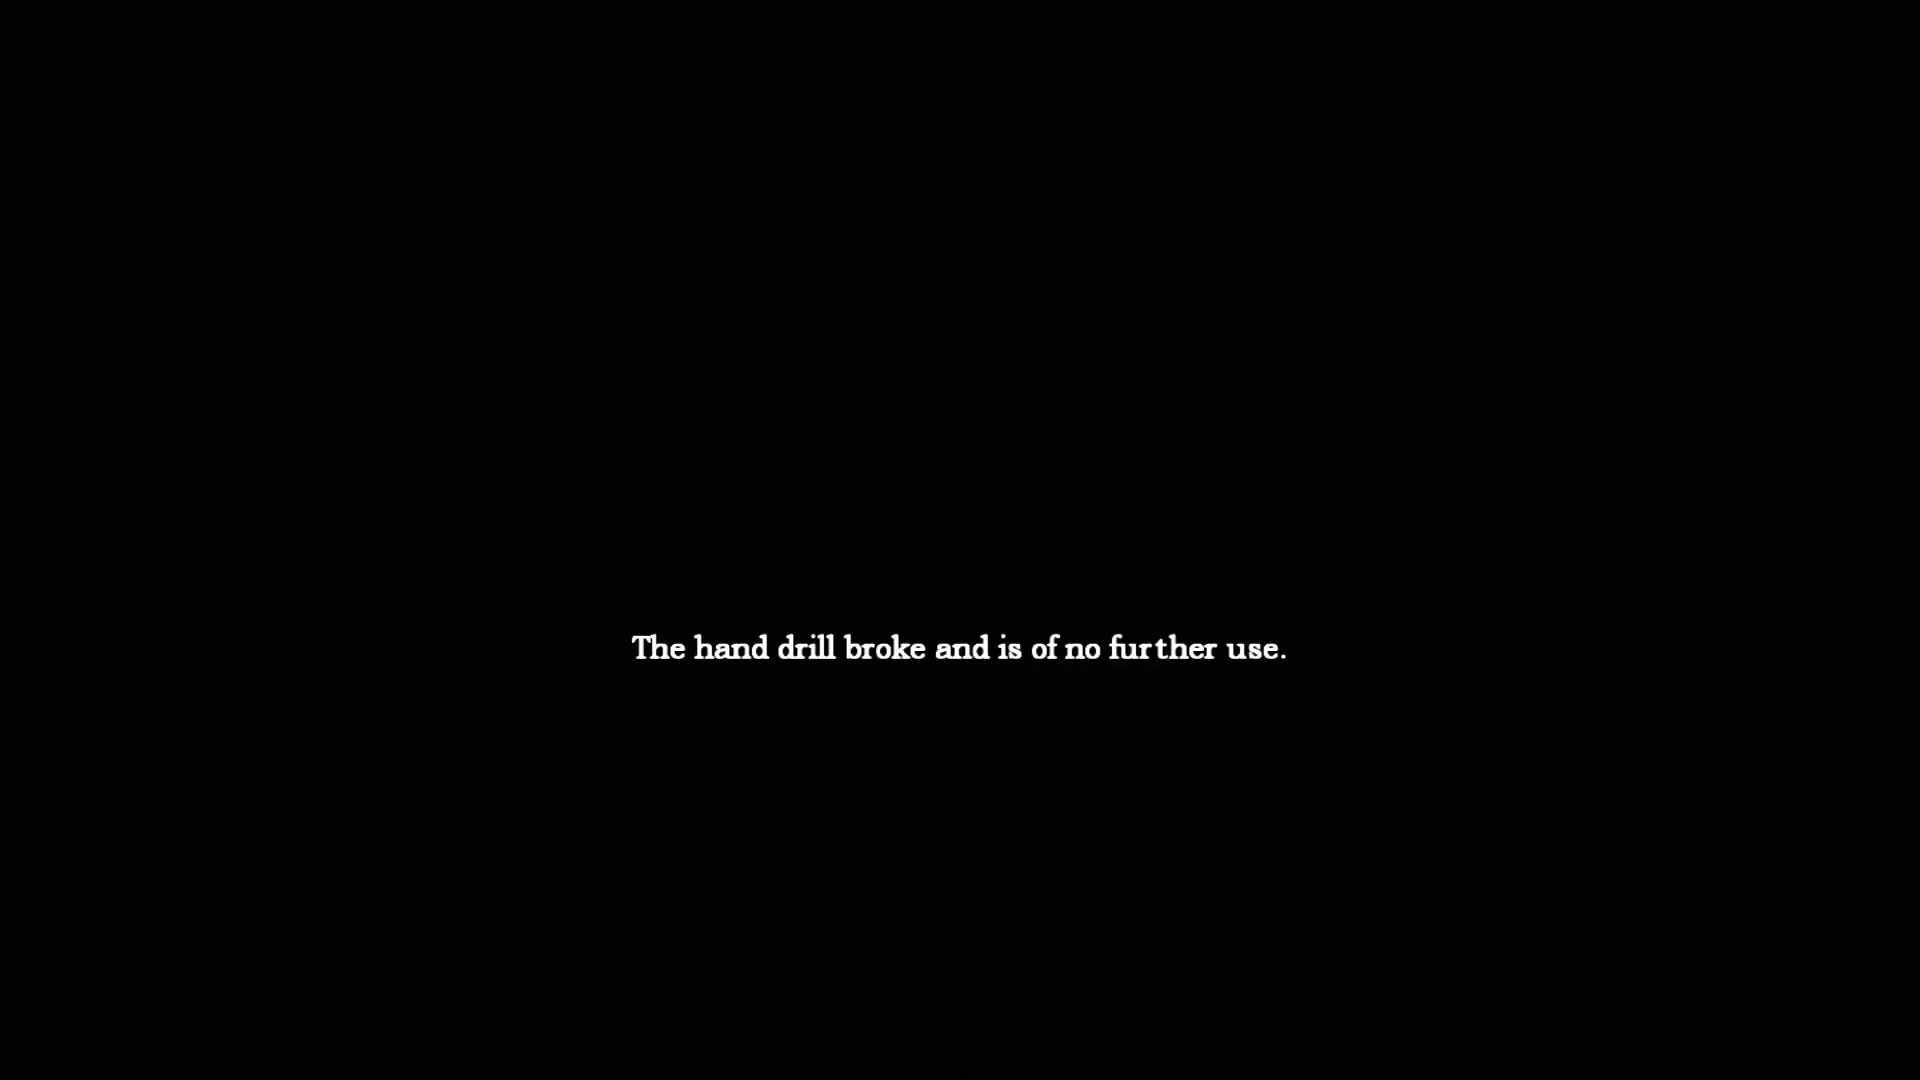 The hand drill broke and is of no further use.